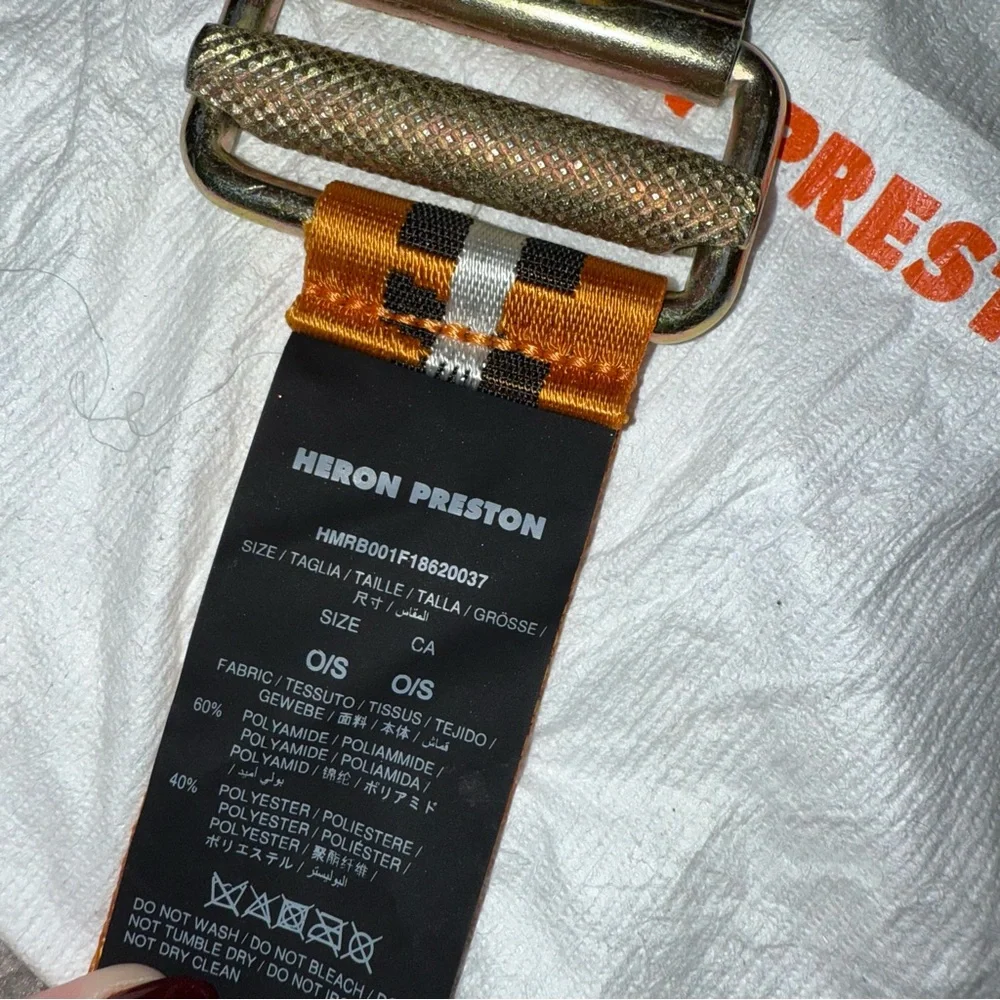 PREST
HERON PRESTON
HMRB001F18620037
SIZE / TAGLIA / TAILLE / TALLA / GRÖSSE /
尺寸 / المقاس
SIZE CA
O/S O/S
FABRIC / TESSUTO / TISSUS / TEJIDO /
GEWEBE / 面料 / 本体 / قماش
60% POLYAMIDE / POLIAMMIDE /
POLYAMIDE / POLIAMIDA /
POLYAMID / 锦纶 / ポリアミド
/ بولي أميد
40% POLYESTER / POLIESTERE /
POLYESTER / POLIÉSTER /
POLYESTER / 聚酯纤维 /
ポリエステル / البوليستر
DO NOT WASH / DO NOT BLEACH / D
NOT TUMBLE DRY / DO NOT IR
NOT DRY CLEAN